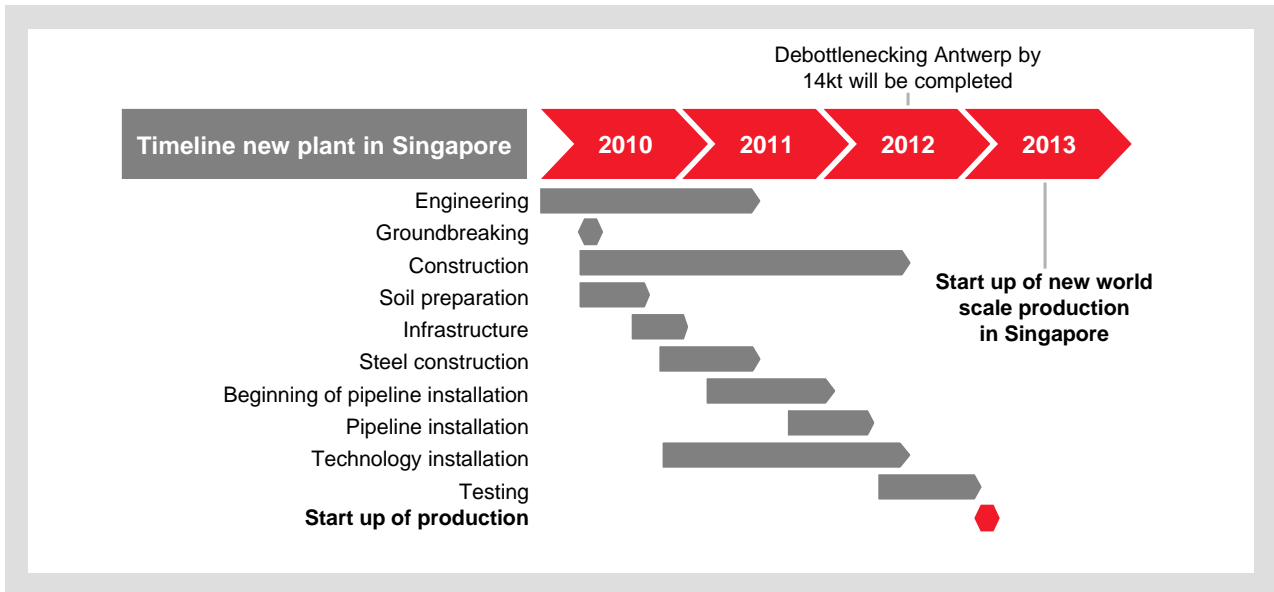 Debottlenecking Antwerp by
14kt will be completed
Timeline new plant in Singapore
2010
2011
2012
2013
Engineering
Groundbreaking
Construction
Soil preparation
Infrastructure
Steel construction
Beginning of pipeline installation
Pipeline installation
Technology installation
Testing
Start up of production
Start up of new world
scale production
in Singapore